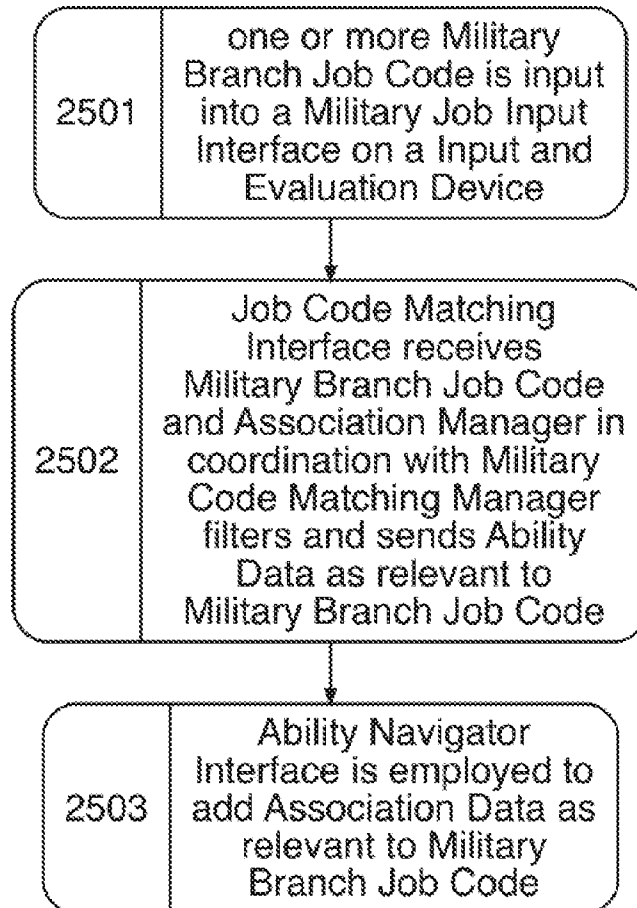 one or more Military
Branch Job Code is input
2501
into a Military Job Input
Interface on a Input and
Evaluation Device
Job Code Matching
Interface receives
Military Branch Job Code
and Association Manager in
2502
coordination with Military
Code Matching Manager
filters and sends Ability
Data as relevant to
Military Branch Job Code
Ability Navigator
Interface is employed to
2503
add Association Data as
relevant to Military
Branch Job Code